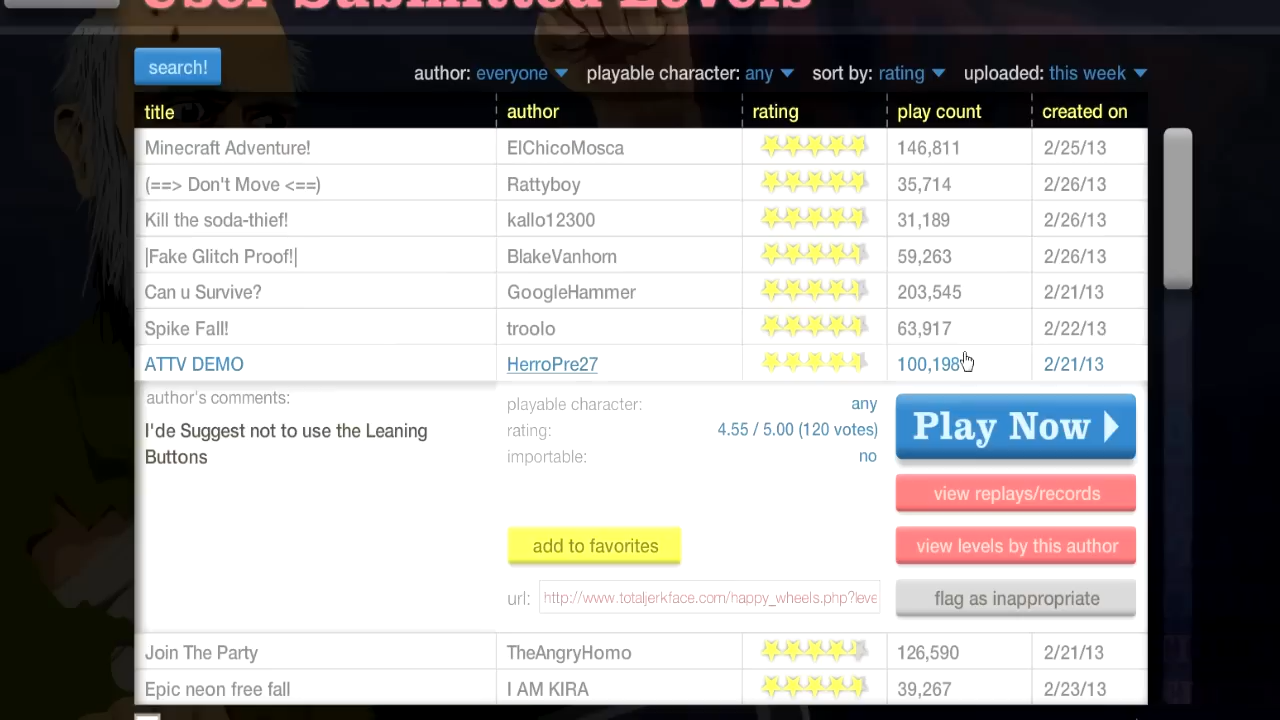 User Submitted Levels
search!
author: everyone playable character: any sort by: rating uploaded: this week
title author rating play count created on
Minecraft Adventure! ElChicoMosca 146,811 2/25/13
(==> Don't Move <==) Rattyboy 35,714 2/26/13
Kill the soda-thief! kallo12300 31,189 2/26/13
|Fake Glitch Proof!| BlakeVanhorn 59,263 2/26/13
Can u Survive? GoogleHammer 203,545 2/21/13
Spike Fall! troolo 63,917 2/22/13
ATTV DEMO HerroPre27 100,198 2/21/13
author's comments:
I'de Suggest not to use the Leaning
Buttons
playable character: any
rating: 4.55 / 5.00 (120 votes)
importable: no
add to favorites
url: http://www.totaljerkface.com/happy_wheels.php?leve
Play Now
view replays/records
view levels by this author
flag as inappropriate
Join The Party TheAngryHomo 126,590 2/21/13
Epic neon free fall I AM KIRA 39,267 2/23/13